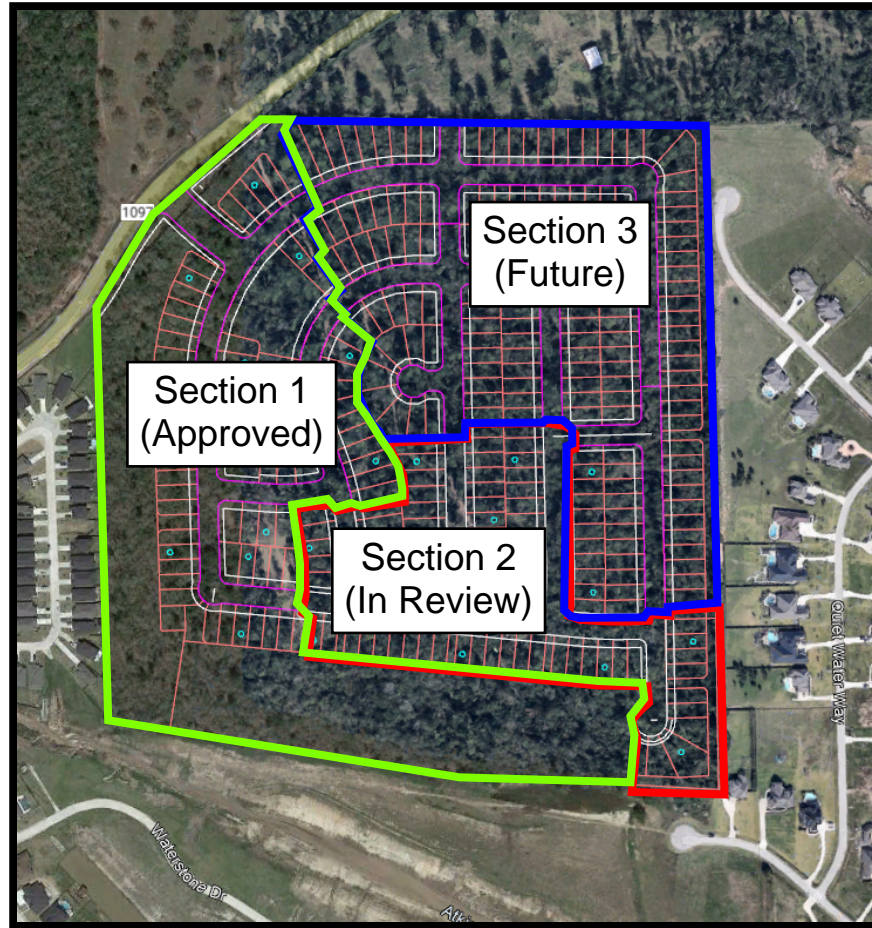 1097
Section 3
(Future)
Section 1
(Approved)
Section 2
(In Review)
Quiet Water Way
Waterstone Dr